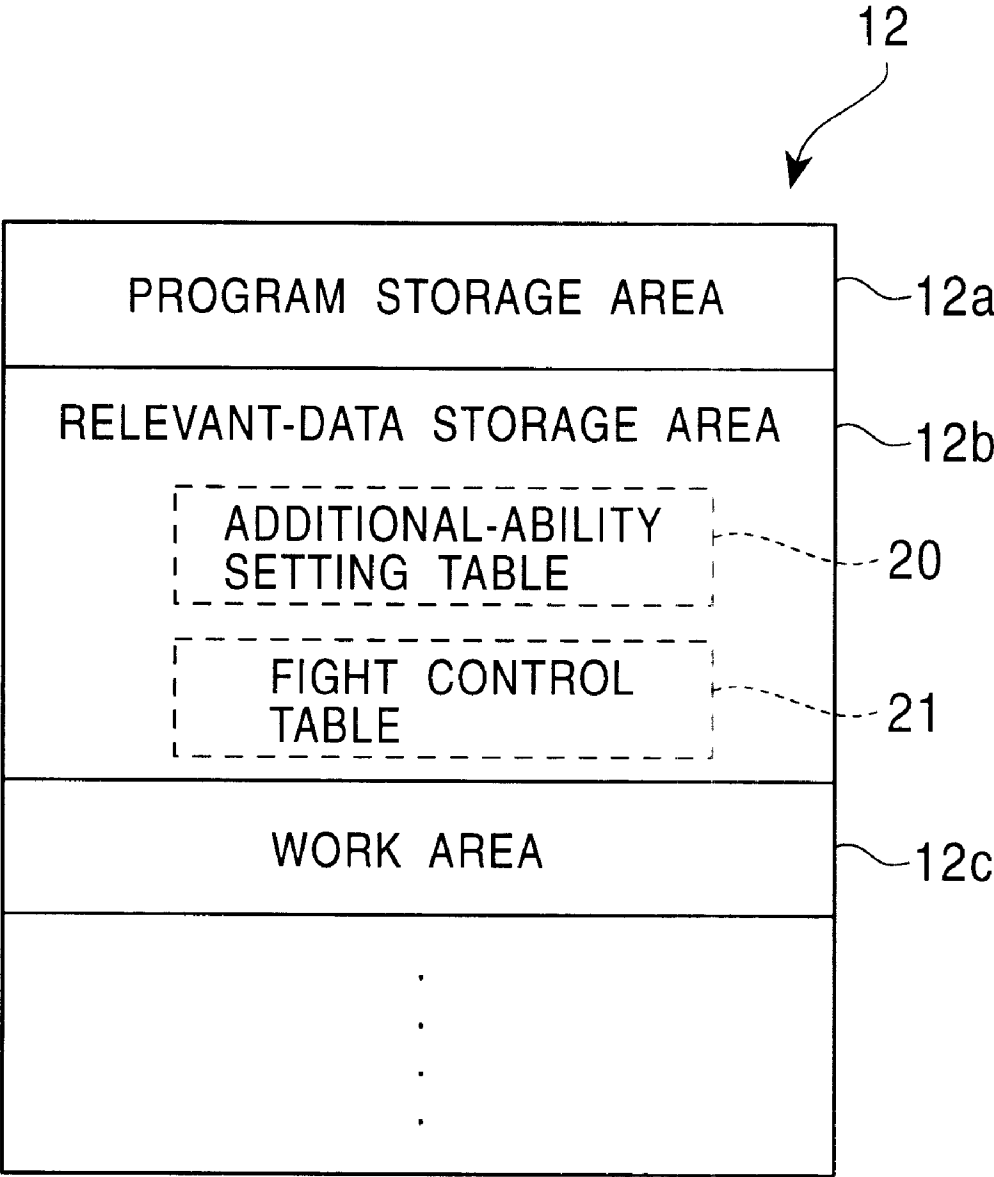 12
PROGRAM STORAGE AREA
12a
RELEVANT-DATA STORAGE AREA
12b
ADDITIONAL-ABILITY
SETTING TABLE
20
FIGHT CONTROL
TABLE
21
WORK AREA
12c